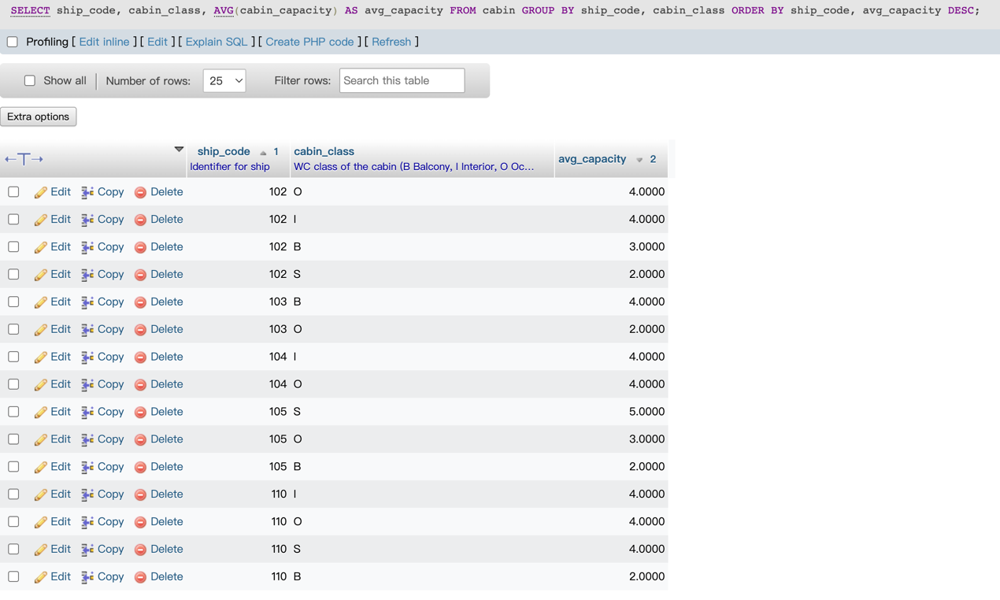 SELECT ship_code, cabin_class, AVG(cabin_capacity) AS avg_capacity FROM cabin GROUP BY ship_code, cabin_class ORDER BY ship_code, avg_capacity DESC;
Profiling [ Edit inline ] [ Edit ] [ Explain SQL ] [ Create PHP code ] [ Refresh ]
Show all Number of rows: 25 Filter rows: Search this table
Extra options
←T→ ship_code 1 cabin_class avg_capacity 2
Identifier for ship WC class of the cabin (B Balcony, I Interior, O Oc...
Edit Copy Delete 102 O 4.0000
Edit Copy Delete 102 I 4.0000
Edit Copy Delete 102 B 3.0000
Edit Copy Delete 102 S 2.0000
Edit Copy Delete 103 B 4.0000
Edit Copy Delete 103 O 2.0000
Edit Copy Delete 104 I 4.0000
Edit Copy Delete 104 O 4.0000
Edit Copy Delete 105 S 5.0000
Edit Copy Delete 105 O 3.0000
Edit Copy Delete 105 B 2.0000
Edit Copy Delete 110 I 4.0000
Edit Copy Delete 110 O 4.0000
Edit Copy Delete 110 S 4.0000
Edit Copy Delete 110 B 2.0000